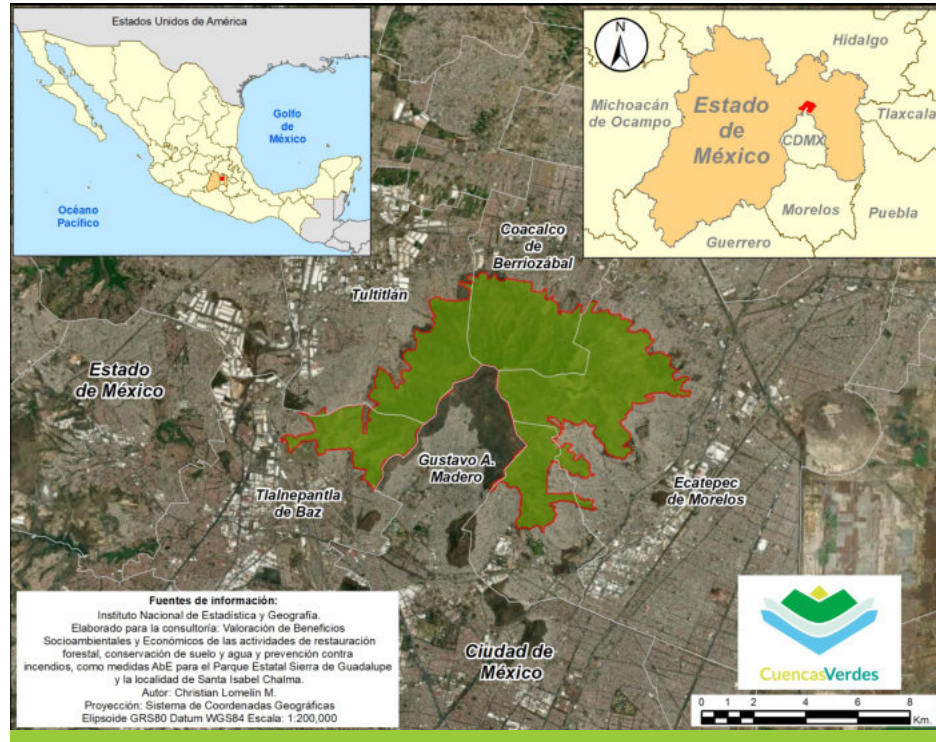 Estados Unidos de América
Golfo
de
México
Océano
Pacífico
N
Hidalgo
Michoacán
de Ocampo
Estado
de
México
Tlaxcala
CDMX
Morelos
Puebla
Guerrero
Coacalco
de
Berriozábal
Tultitlán
Estado
de México
Gustavo A.
Madero
Tlalnepantla
de Baz
Ecatepec
de Morelos
Ciudad de
México
Fuentes de información:
Instituto Nacional de Estadística y Geografía.
Elaborado para la consultoría: Valoración de Beneficios
Socioambientales y Económicos de las actividades de restauración
forestal, conservación de suelo y agua y prevención contra
incendios, como medidas AbE para el Parque Estatal Sierra de Guadalupe
y la localidad de Santa Isabel Chalma.
Autor: Christian Lomelín M.
Proyección: Sistema de Coordenadas Geográficas
Elipsoide GRS80 Datum WGS84 Escala: 1:200,000
CuencasVerdes
0 1 2 4 6 8
Km.